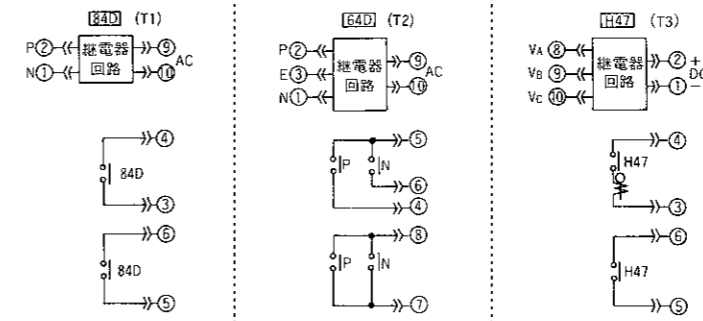 84D (T1)
P② 継電器 ⑨ AC
N① 回路 ⑩
④
84D
③
⑥
84D
⑤
64D (T2)
P② 継電器 ⑨ AC
E③ 回路 ⑩
N①
⑤
P N
⑥
④
⑧
P N
⑦
H47 (T3)
VA ⑧ 継電器 ② +
VB ⑨ 回路 DC
VC ⑩ ① −
④
H47
③
⑥
H47
⑤